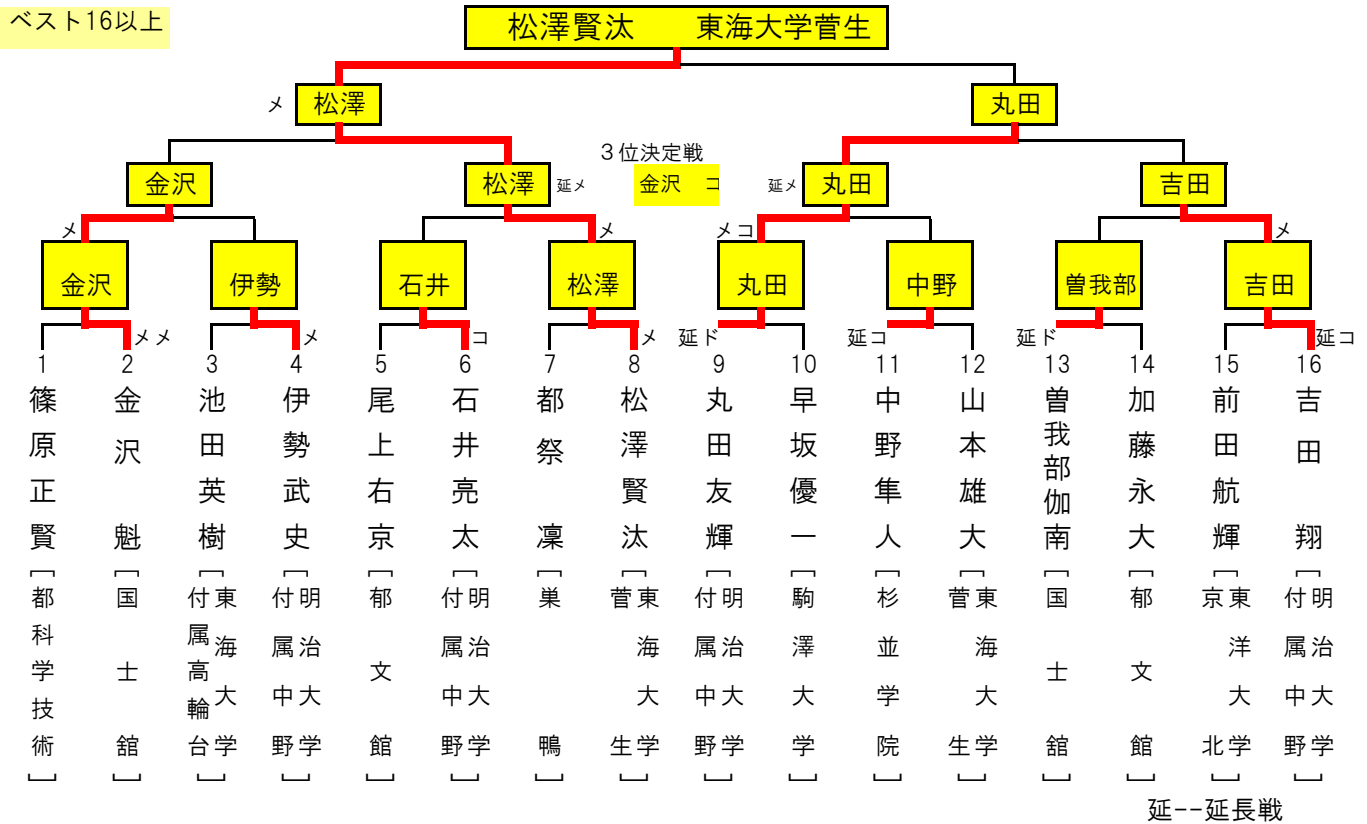 ベスト16以上
松澤賢汰　　東海大学菅生
メ 松澤
丸田
3位決定戦
金沢
松澤 延メ
金沢 コ
延メ 丸田
吉田
メ
メ
メコ
メ
金沢
伊勢
石井
松澤
丸田
中野
曽我部
吉田
メメ
メ
コ
メ
延ド
延コ
延ド
延コ
1 2 3 4 5 6 7 8 9 10 11 12 13 14 15 16
篠原正賢 [都科学技術]
金沢 魁 [国士舘]
池田英樹 [東海大学付属高輪台]
伊勢武史 [明治大学付属中野]
尾上右京 [郁文館]
石井亮太 [明治大学付属中野]
都祭 凜 [巣鴨]
松澤賢汰 [東海大学菅生]
丸田友輝 [明治大学付属中野]
早坂優一 [駒澤大学]
中野隼人 [杉並学院]
山本雄大 [東海大学菅生]
曽我部伽南 [国士舘]
加藤永大 [郁文館]
前田航輝 [東洋大学京北]
吉田 翔 [明治大学付属中野]
延--延長戦